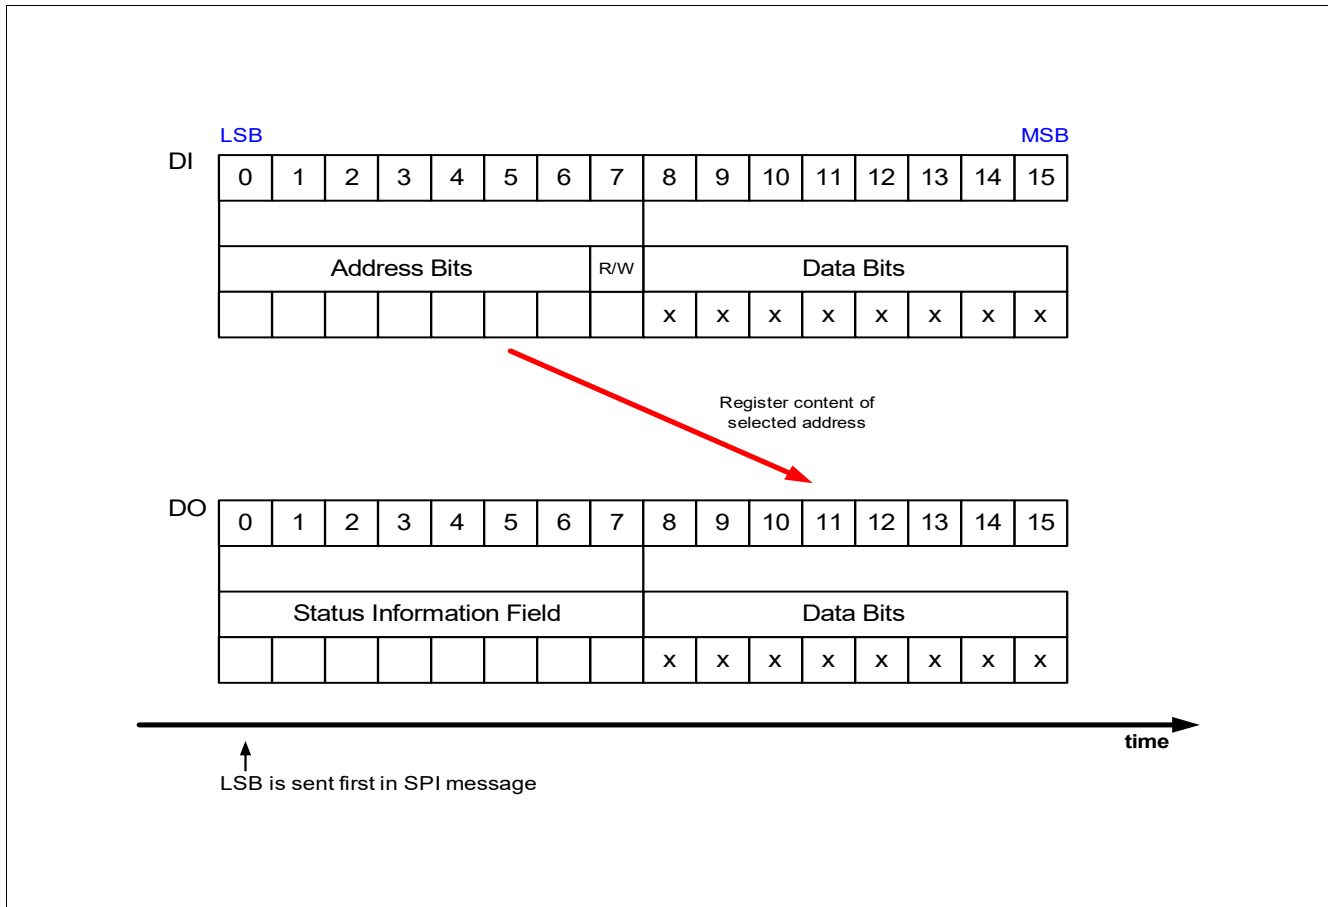 LSB MSB
DI 0 1 2 3 4 5 6 7 8 9 10 11 12 13 14 15
Address Bits R/W Data Bits
x x x x x x x x
Register content of
selected address
DO 0 1 2 3 4 5 6 7 8 9 10 11 12 13 14 15
Status Information Field Data Bits
x x x x x x x x
time
LSB is sent first in SPI message